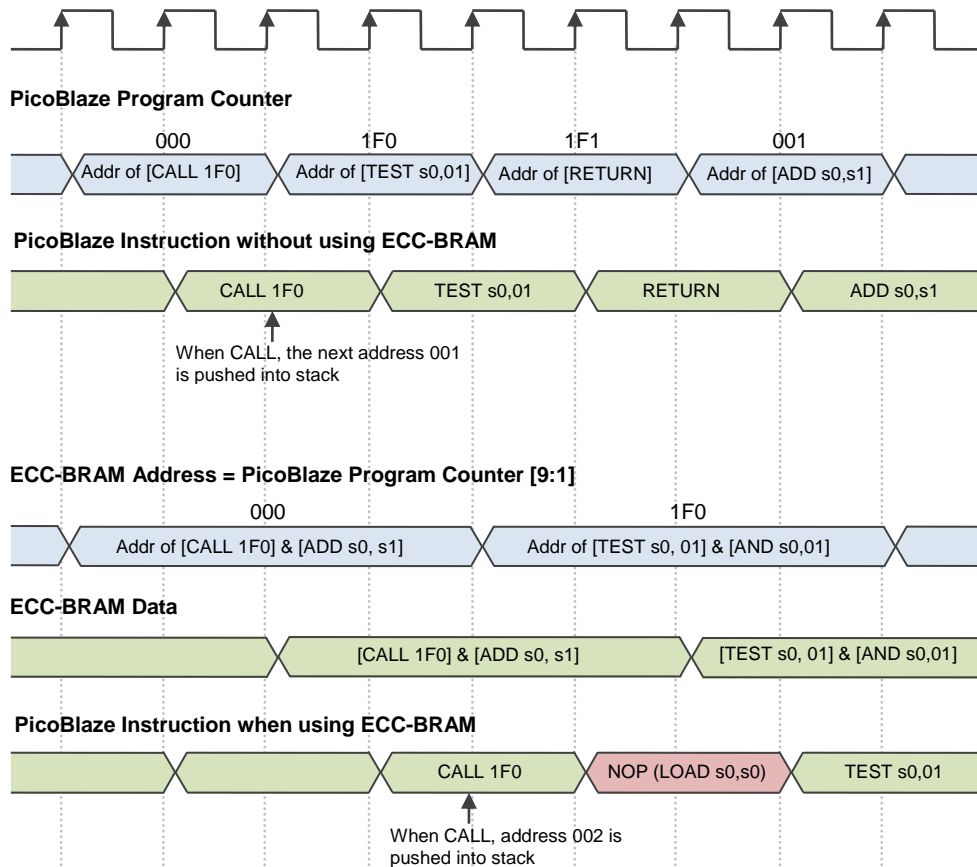 PicoBlaze Program Counter
000 1F0 1F1 001
Addr of [CALL 1F0] Addr of [TEST s0,01] Addr of [RETURN] Addr of [ADD s0,s1]
PicoBlaze Instruction without using ECC-BRAM
CALL 1F0 TEST s0,01 RETURN ADD s0,s1
When CALL, the next address 001
is pushed into stack
ECC-BRAM Address = PicoBlaze Program Counter [9:1]
000 1F0
Addr of [CALL 1F0] & [ADD s0, s1] Addr of [TEST s0, 01] & [AND s0,01]
ECC-BRAM Data
[CALL 1F0] & [ADD s0, s1] [TEST s0, 01] & [AND s0,01]
PicoBlaze Instruction when using ECC-BRAM
CALL 1F0 NOP (LOAD s0,s0) TEST s0,01
When CALL, address 002 is
pushed into stack